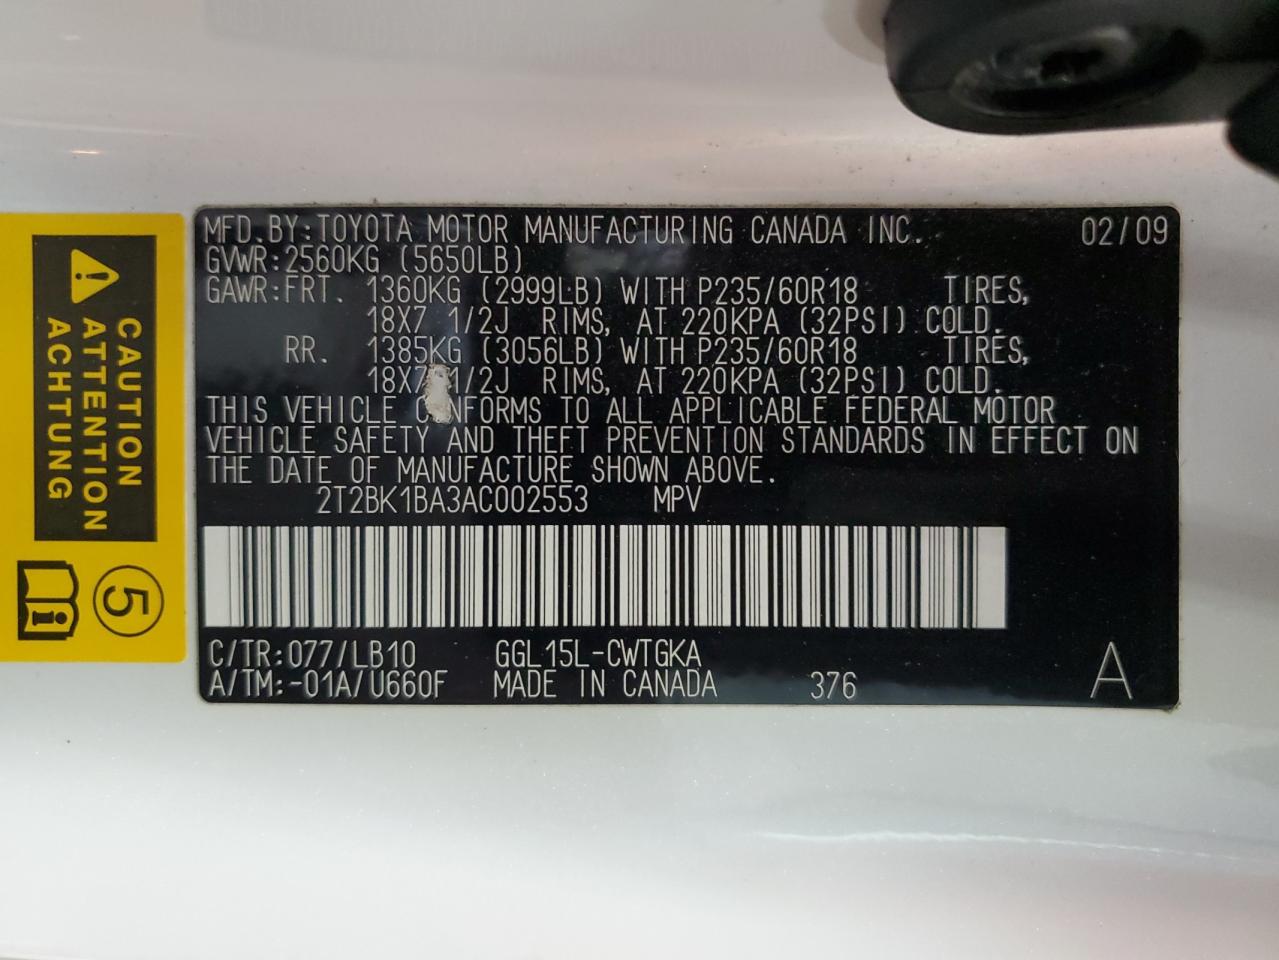 MFD.BY:TOYOTA MOTOR MANUFACTURING CANADA INC. 02/09
GVWR:2560KG (5650LB)
GAWR:FRT. 1360KG (2999LB) WITH P235/60R18 TIRES,
18X7 1/2J RIMS, AT 220KPA (32PSI) COLD.
RR. 1385KG (3056LB) WITH P235/60R18 TIRES,
18X7 1/2J RIMS, AT 220KPA (32PSI) COLD.
THIS VEHICLE CONFORMS TO ALL APPLICABLE FEDERAL MOTOR
VEHICLE SAFETY AND THEFT PREVENTION STANDARDS IN EFFECT ON
THE DATE OF MANUFACTURE SHOWN ABOVE.
2T2BK1BA3AC002553 MPV
C/TR:077/LB10 GGL15L-CWTGKA
A/TM:-01A/U660F MADE IN CANADA 376 A
CAUTION
ATTENTION
ACHTUNG
5